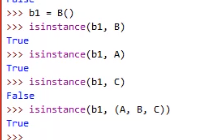 False
>>> b1 = B()
>>> isinstance(b1, B)
True
>>> isinstance(b1, A)
True
>>> isinstance(b1, C)
False
>>> isinstance(b1, (A, B, C))
True
>>>